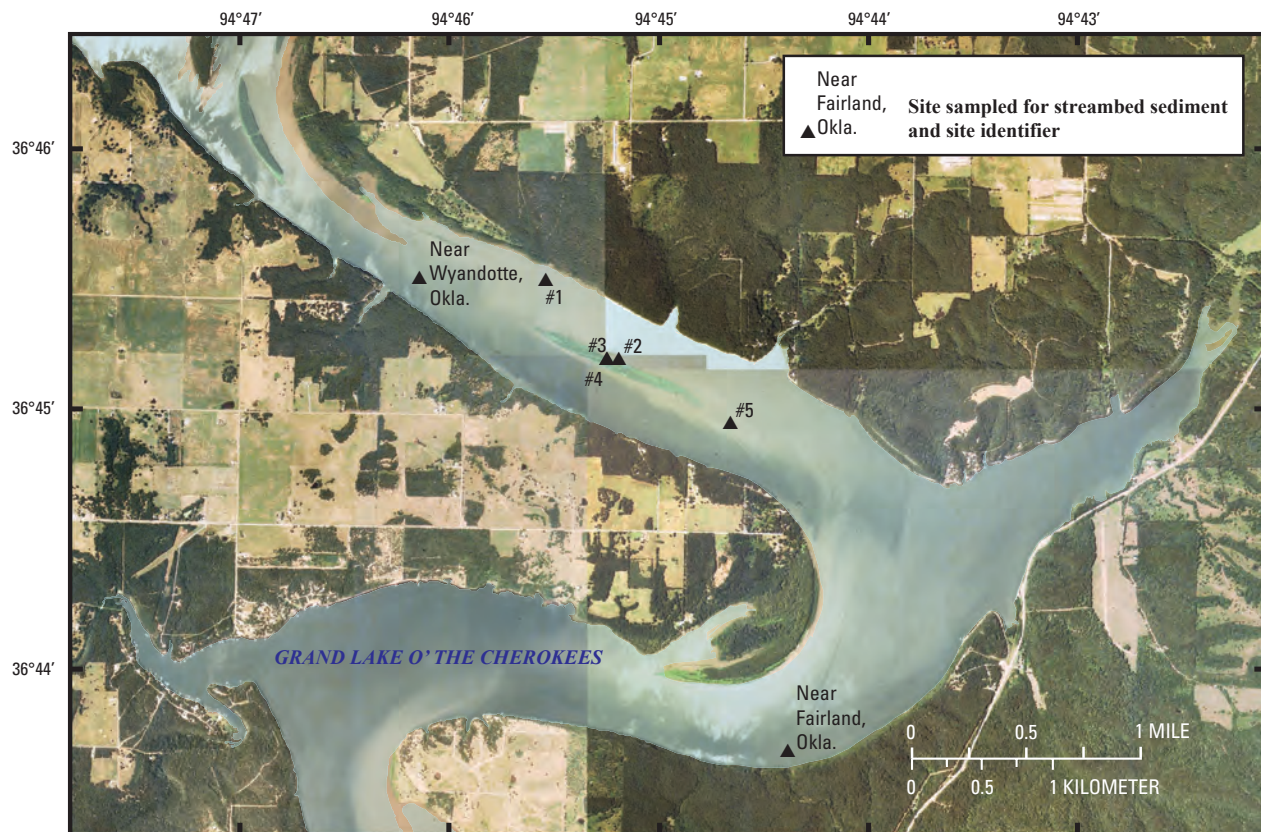 94°47′ 94°46′ 94°45′ 94°44′ 94°43′
Near
Fairland,
Okla.
Site sampled for streambed sediment
and site identifier
36°46′
Near
Wyandotte,
Okla.
#1
#3 #2
#4
36°45′
#5
36°44′
GRAND LAKE O' THE CHEROKEES
Near
Fairland,
Okla.
0 0.5 1 MILE
0 0.5 1 KILOMETER